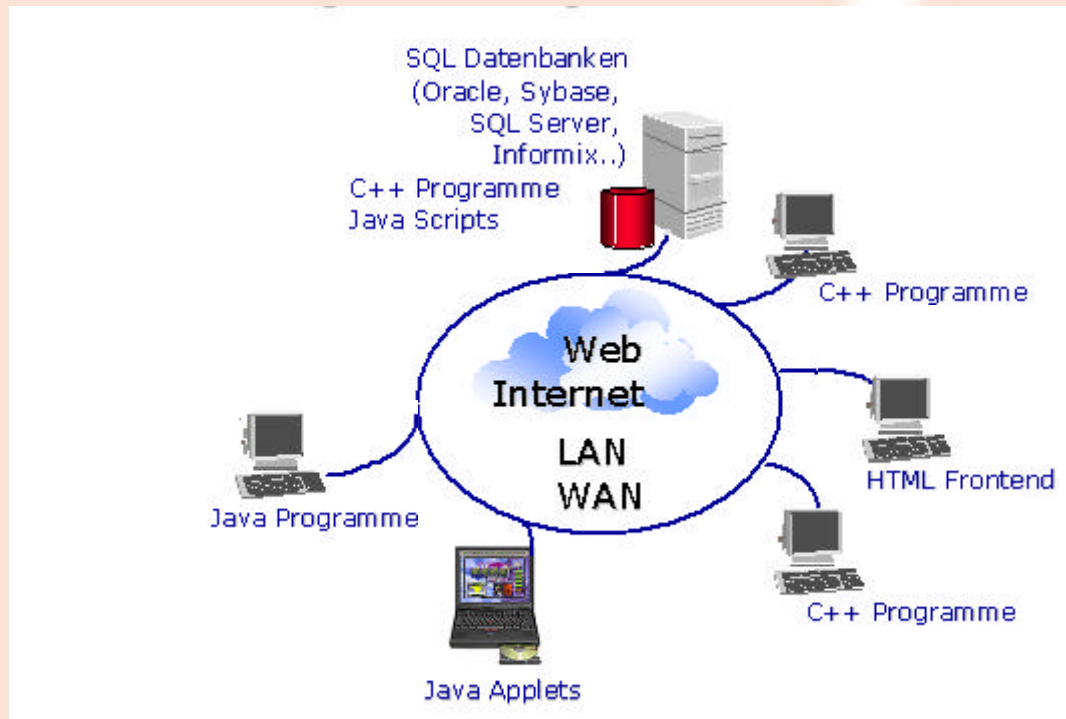 SQL Datenbanken
(Oracle, Sybase,
SQL Server,
Informix..)
C++ Programme
Java Scripts
C++ Programme
Web
Internet
LAN
WAN
HTML Frontend
Java Programme
C++ Programme
Java Applets